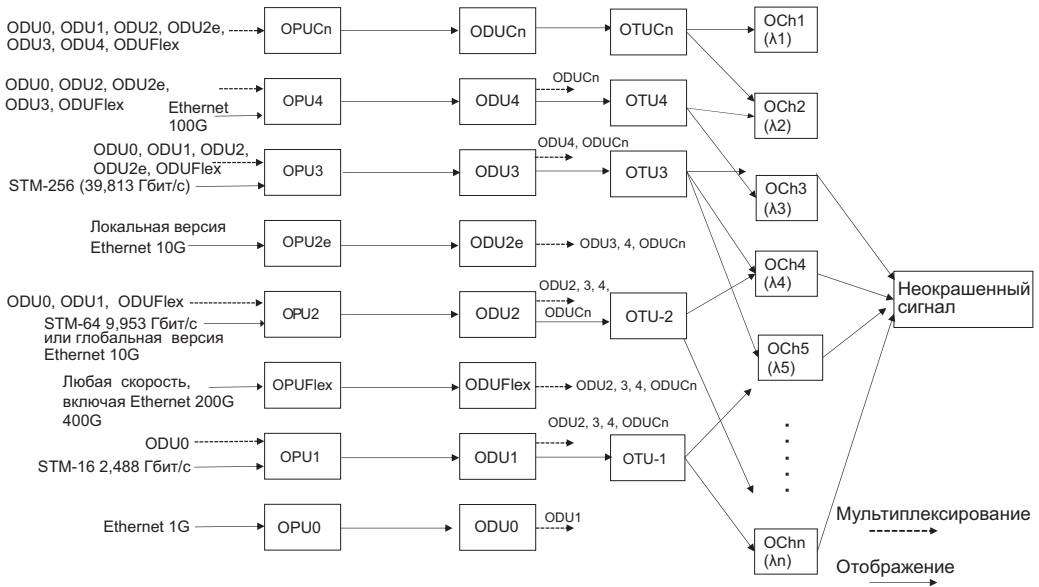 ODU0, ODU1, ODU2, ODU2e,
ODU3, ODU4, ODUFlex
OPUCn
ODUCn
OTUCn
OCh1
(λ1)
ODU0, ODU2, ODU2e,
ODU3, ODUFlex
Ethernet
100G
OPU4
ODU4
ODUCn
OTU4
OCh2
(λ2)
ODU0, ODU1, ODU2,
ODU2e, ODUFlex
STM-256 (39,813 Гбит/с)
OPU3
ODU3
ODU4, ODUCn
OTU3
OCh3
(λ3)
Локальная версия
Ethernet 10G
OPU2e
ODU2e
ODU3, 4, ODUCn
OCh4
(λ4)
Неокрашенный
сигнал
ODU0, ODU1, ODUFlex
STM-64 9,953 Гбит/с
или глобальная версия
Ethernet 10G
OPU2
ODU2
ODU2, 3, 4,
ODUCn
OTU-2
OCh5
(λ5)
Любая скорость,
включая Ethernet 200G
400G
OPUFlex
ODUFlex
ODU2, 3, 4, ODUCn
ODU0
STM-16 2,488 Гбит/с
OPU1
ODU1
ODU2, 3, 4, ODUCn
OTU-1
Ethernet 1G
OPU0
ODU0
ODU1
OChn
(λn)
Мультиплексирование
Отображение